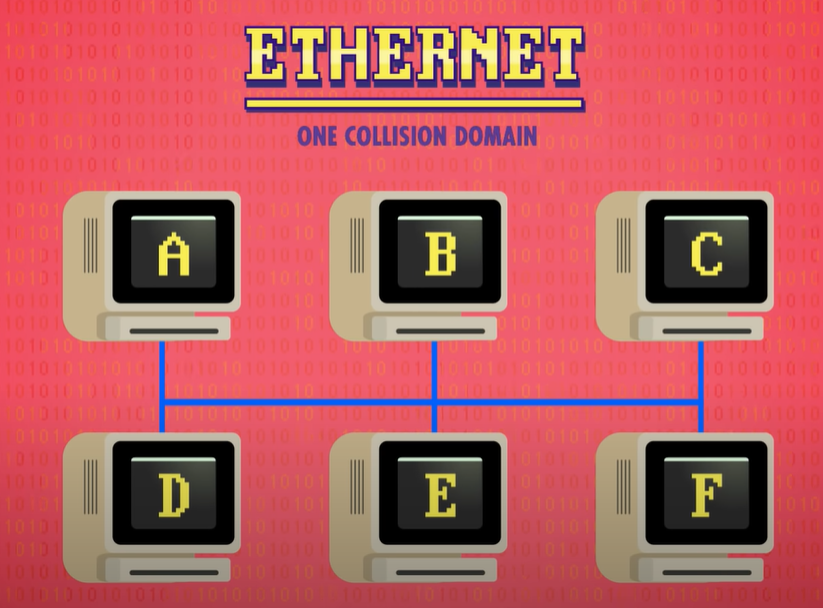 ETHERNET
ONE COLLISION DOMAIN
A B C
D E F